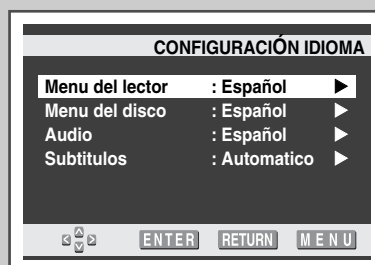 CONFIGURACIÓN IDIOMA
Menu del lector : Español
Menu del disco : Español
Audio : Español
Subtitulos : Automatico
ENTER RETURN MENU